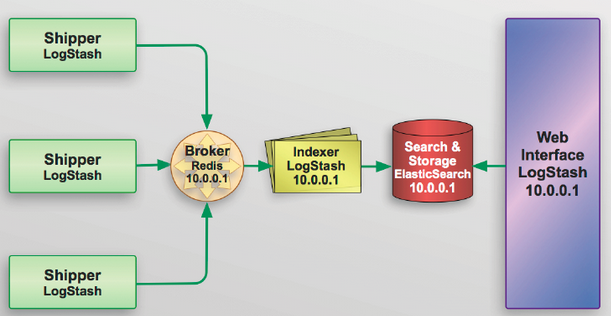 Shipper
LogStash
Shipper
LogStash
Shipper
LogStash
Broker
Redis
10.0.0.1
Indexer
LogStash
10.0.0.1
Search &
Storage
ElasticSearch
10.0.0.1
Web
Interface
LogStash
10.0.0.1